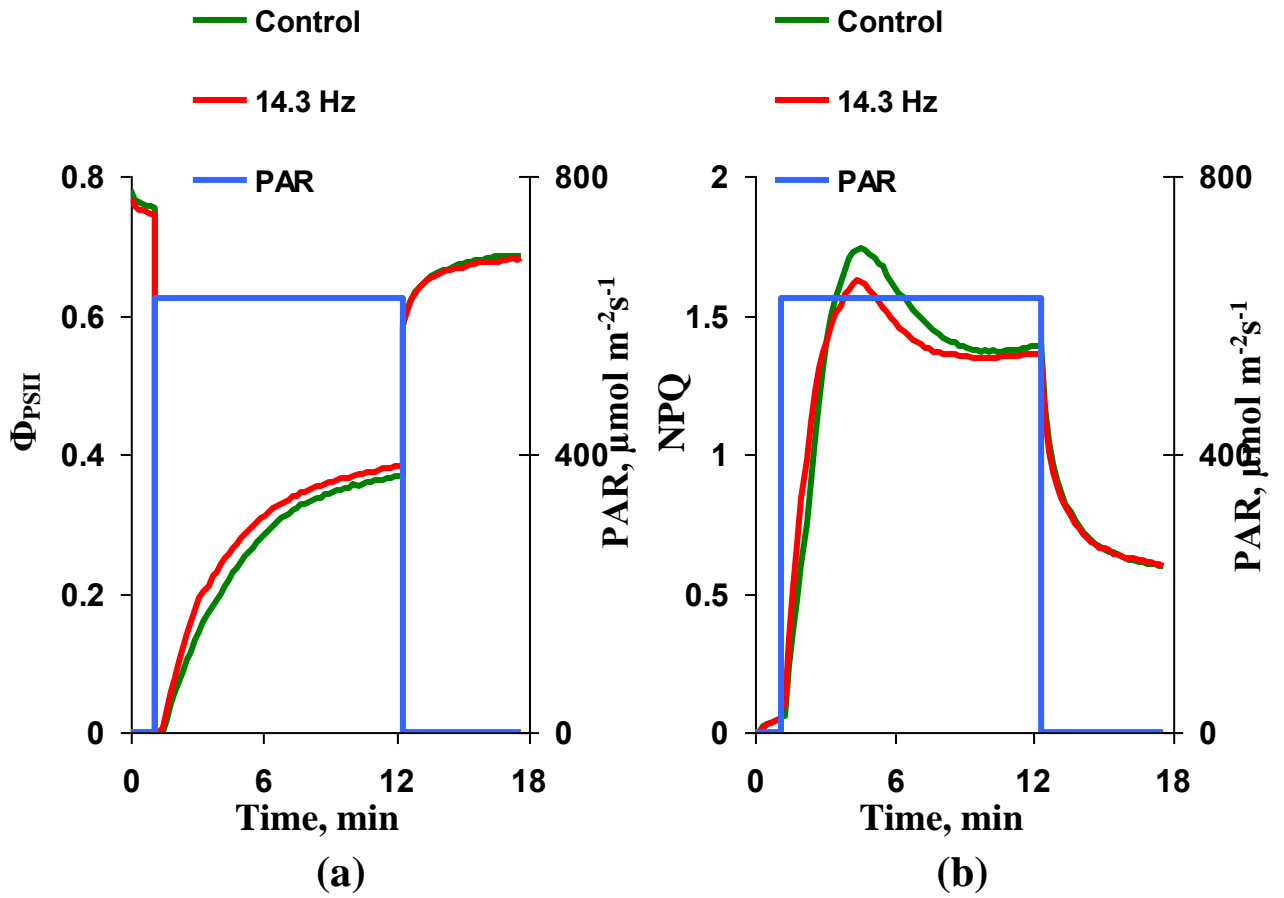 Control
14.3 Hz
PAR
0.8
0.6
0.4
0.2
0
ΦPSII
800
400
0
PAR, μmol m-2s-1
0 6 12 18
Time, min
(a)
Control
14.3 Hz
PAR
2
1.5
1
0.5
0
NPQ
800
400
0
PAR, μmol m-2s-1
0 6 12 18
Time, min
(b)